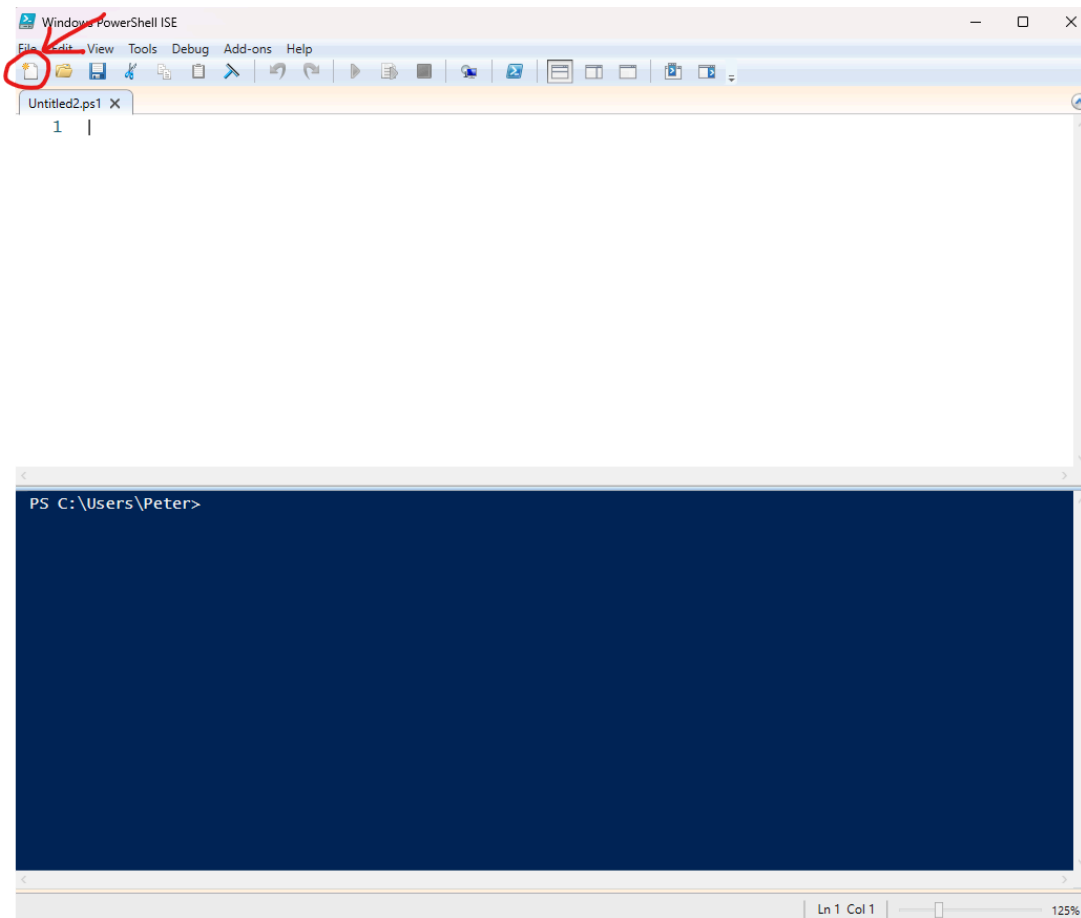 Windows PowerShell ISE
File Edit View Tools Debug Add-ons Help
Untitled2.ps1
1
PS C:\Users\Peter>
Ln 1 Col 1
125%